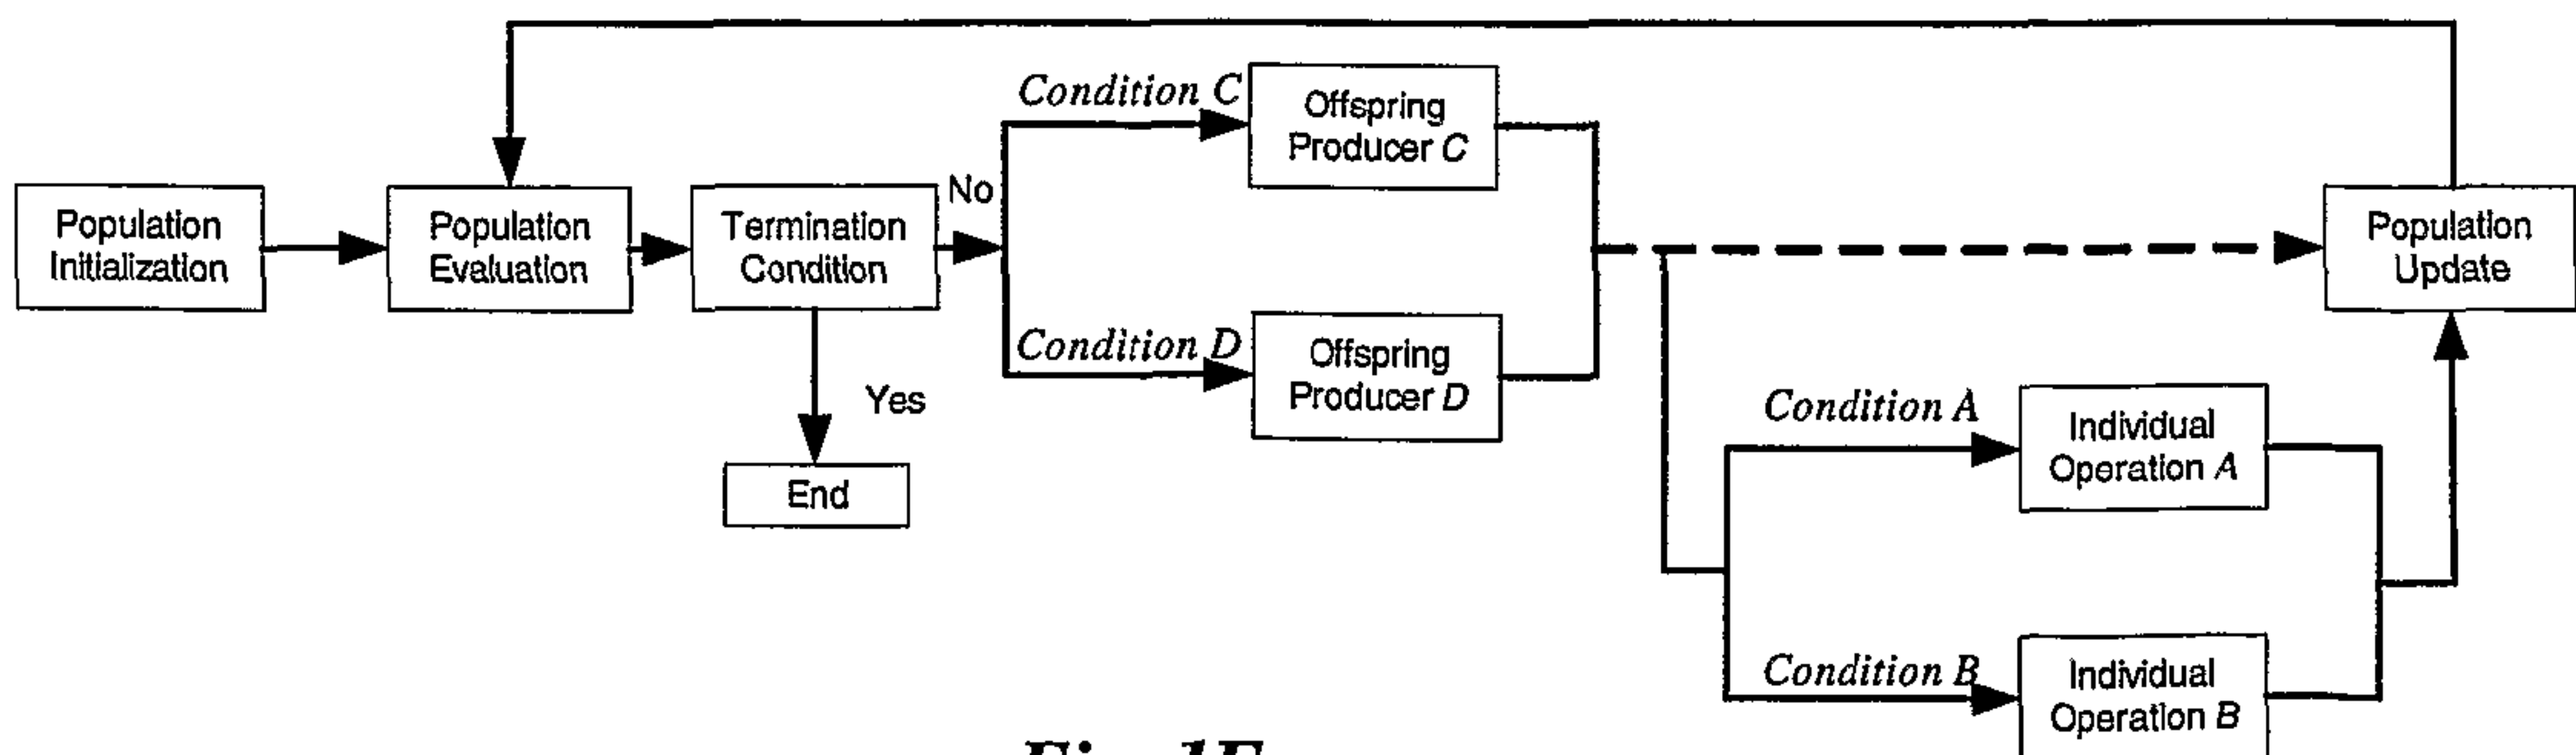 Condition C
Offspring
Producer C
No
Population
Initialization
Population
Evaluation
Termination
Condition
Population
Update
Condition D
Offspring
Producer D
Yes
End
Condition A
Individual
Operation A
Condition B
Individual
Operation B